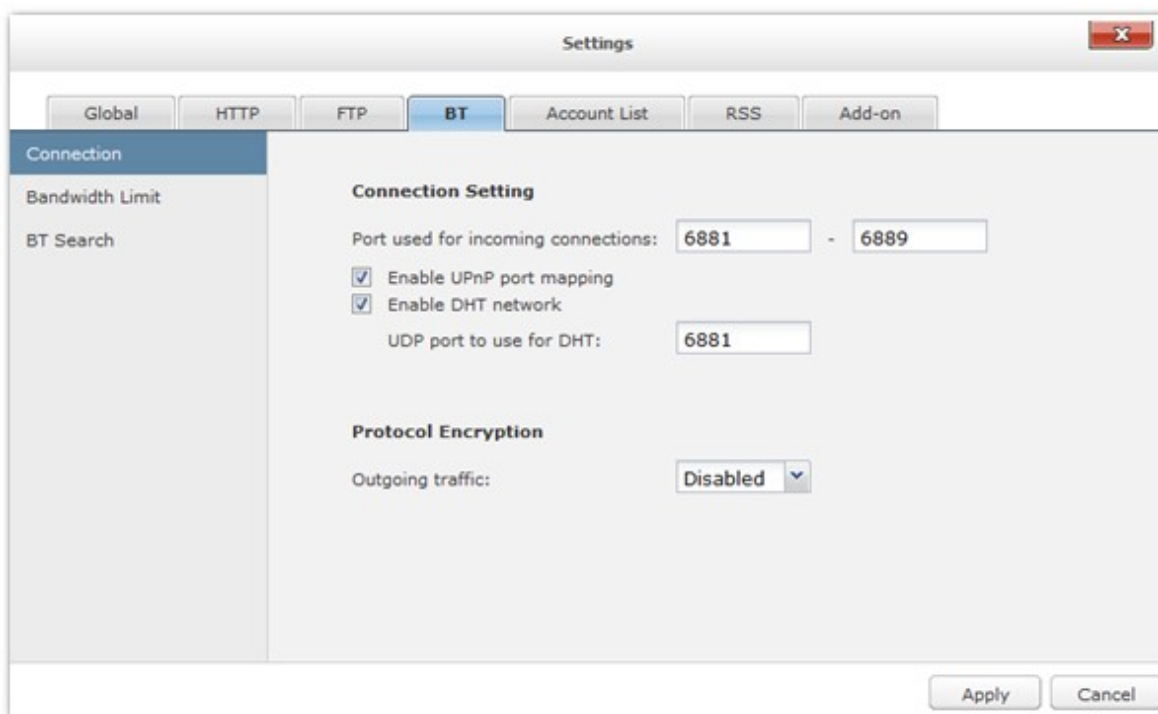 Settings
X
Global HTTP FTP BT Account List RSS Add-on
Connection
Bandwidth Limit
BT Search
Connection Setting
Port used for incoming connections: 6881 - 6889
Enable UPnP port mapping
Enable DHT network
UDP port to use for DHT: 6881
Protocol Encryption
Outgoing traffic: Disabled
Apply Cancel